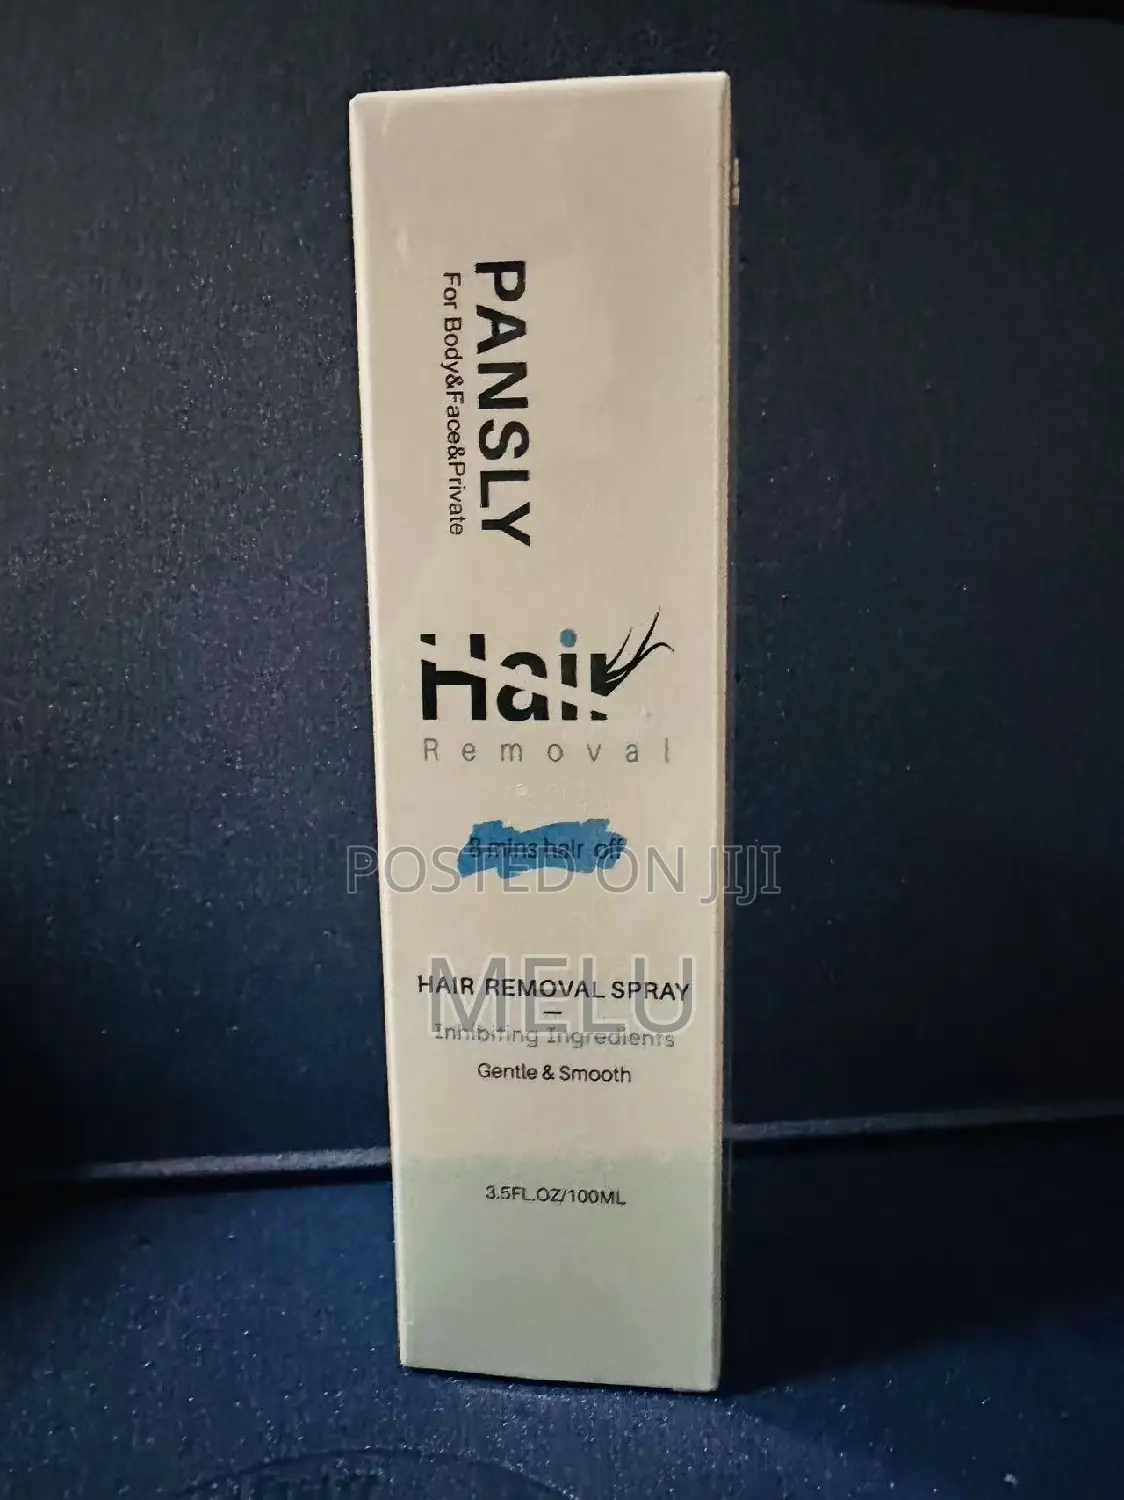 PANSLY
For Body&Face&Private
Hair
Removal
8 mins hair off
POSTED ON JIJI
MELU
HAIR REMOVAL SPRAY
Inhibiting Ingredients
Gentle & Smooth
3.5FL.OZ/100ML